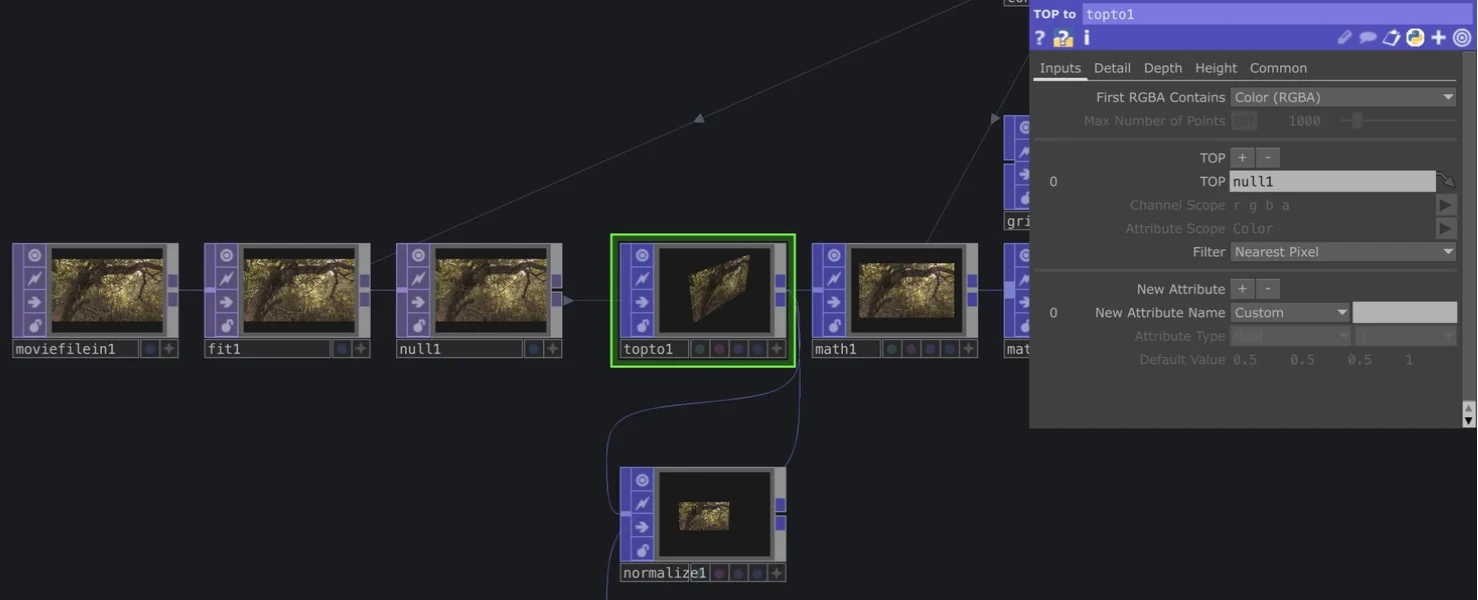 TOP to topto1
? ? i
Inputs Detail Depth Height Common
First RGBA Contains Color (RGBA)
Max Number of Points Off 1000
TOP + -
0 TOP null1
Channel Scope r g b a
Attribute Scope Color
Filter Nearest Pixel
New Attribute + -
0 New Attribute Name Custom
Attribute Type float
Default Value 0.5 0.5 0.5 1
gri
moviefilein1
fit1
null1
topto1
math1
mat
normalize1